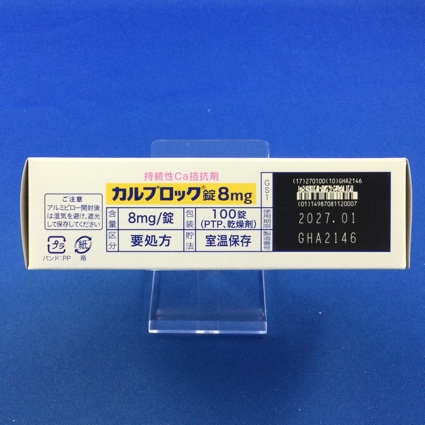 持続性Ca拮抗剤
カルブロック®錠8mg
ご注意
アルミピロー開封後
は湿気を避け、遮光
して保存してください。
含量 8mg/錠 包装 100錠
(PTP、乾燥剤)
区分 要処方 貯法 室温保存
プラ 紙
バンド:PP 箱
GS1
(17)270100(10)GHA2146
(01)14987081120007
使用期限 2027.01
製造番号 GHA2146